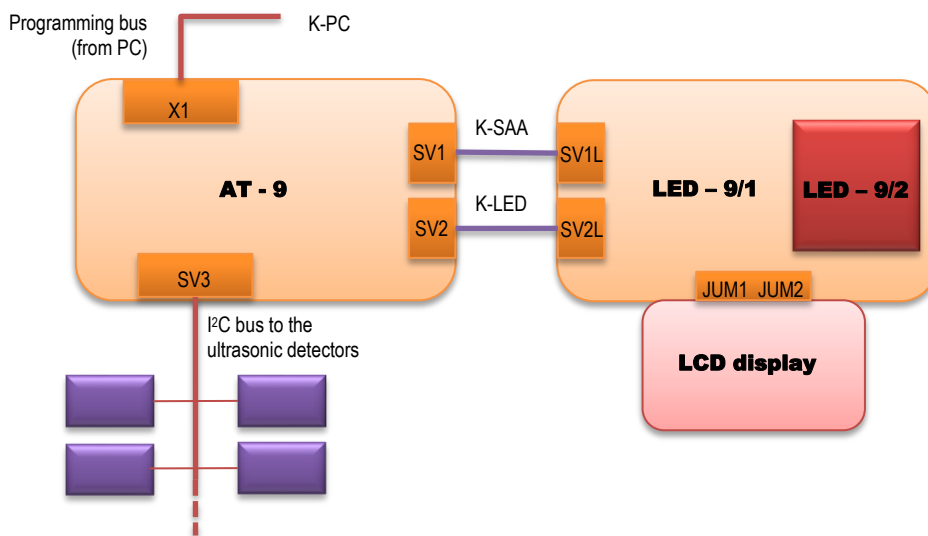 Programming bus
(from PC)
K-PC
X1
AT - 9
SV1
K-SAA
SV1L
SV2
K-LED
SV2L
LED – 9/1
LED – 9/2
SV3
JUM1 JUM2
I²C bus to the
ultrasonic detectors
LCD display